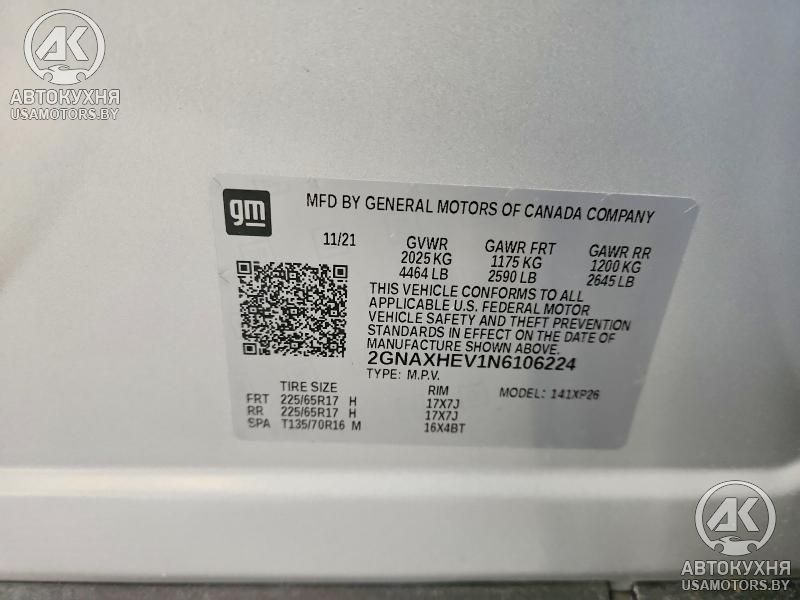 AK
АВТОКУХНЯ
USAMOTORS.BY
gm
MFD BY GENERAL MOTORS OF CANADA COMPANY
11/21 GVWR GAWR FRT GAWR RR
2025 KG 1175 KG 1200 KG
4464 LB 2590 LB 2645 LB
THIS VEHICLE CONFORMS TO ALL
APPLICABLE U.S. FEDERAL MOTOR
VEHICLE SAFETY AND THEFT PREVENTION
STANDARDS IN EFFECT ON THE DATE OF
MANUFACTURE SHOWN ABOVE.
2GNAXHEV1N6106224
TYPE: M.P.V.
TIRE SIZE RIM MODEL: 141XP26
FRT 225/65R17 H 17X7J
RR 225/65R17 H 17X7J
SPA T135/70R16 M 16X4BT
AK
АВТОКУХНЯ
USAMOTORS.BY